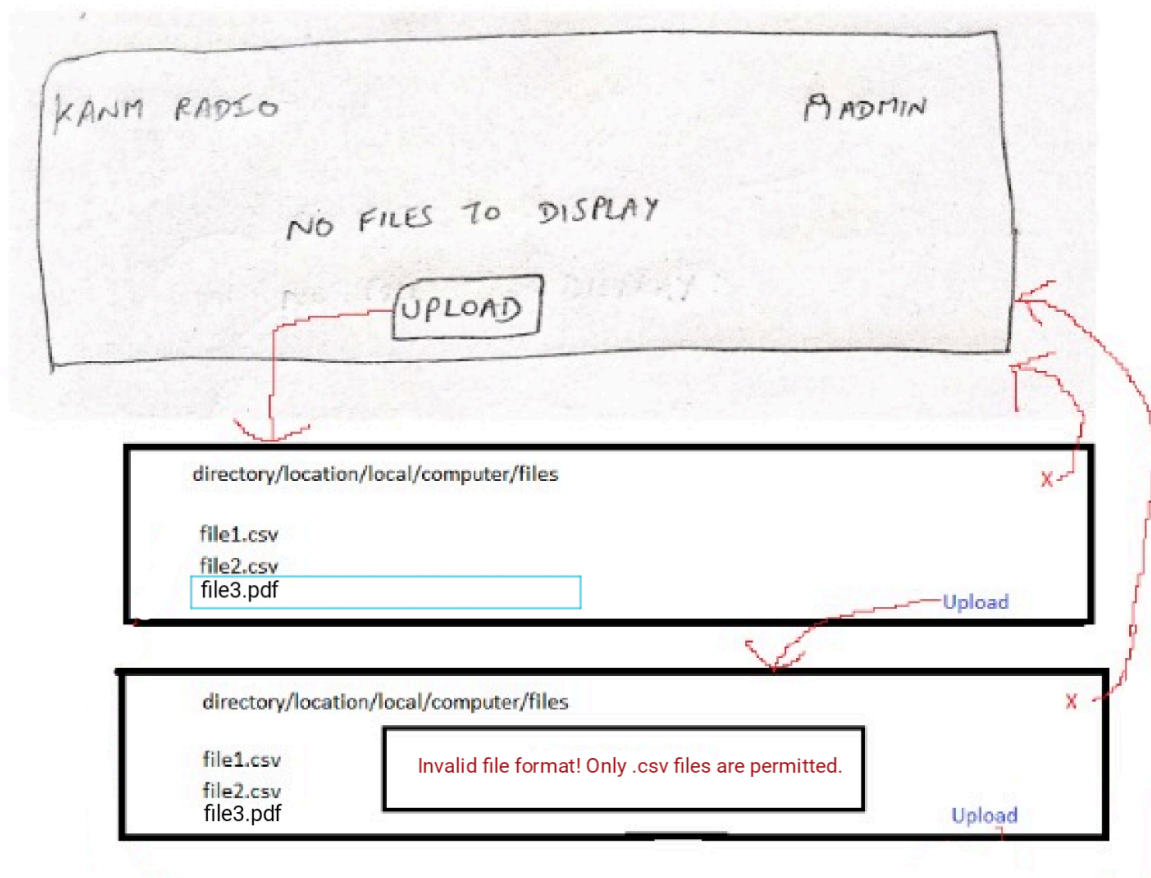 KANM RADIO
ADMIN
NO FILES TO DISPLAY
UPLOAD
directory/location/local/computer/files
X
file1.csv
file2.csv
file3.pdf
Upload
directory/location/local/computer/files
X
Invalid file format! Only .csv files are permitted.
file1.csv
file2.csv
file3.pdf
Upload